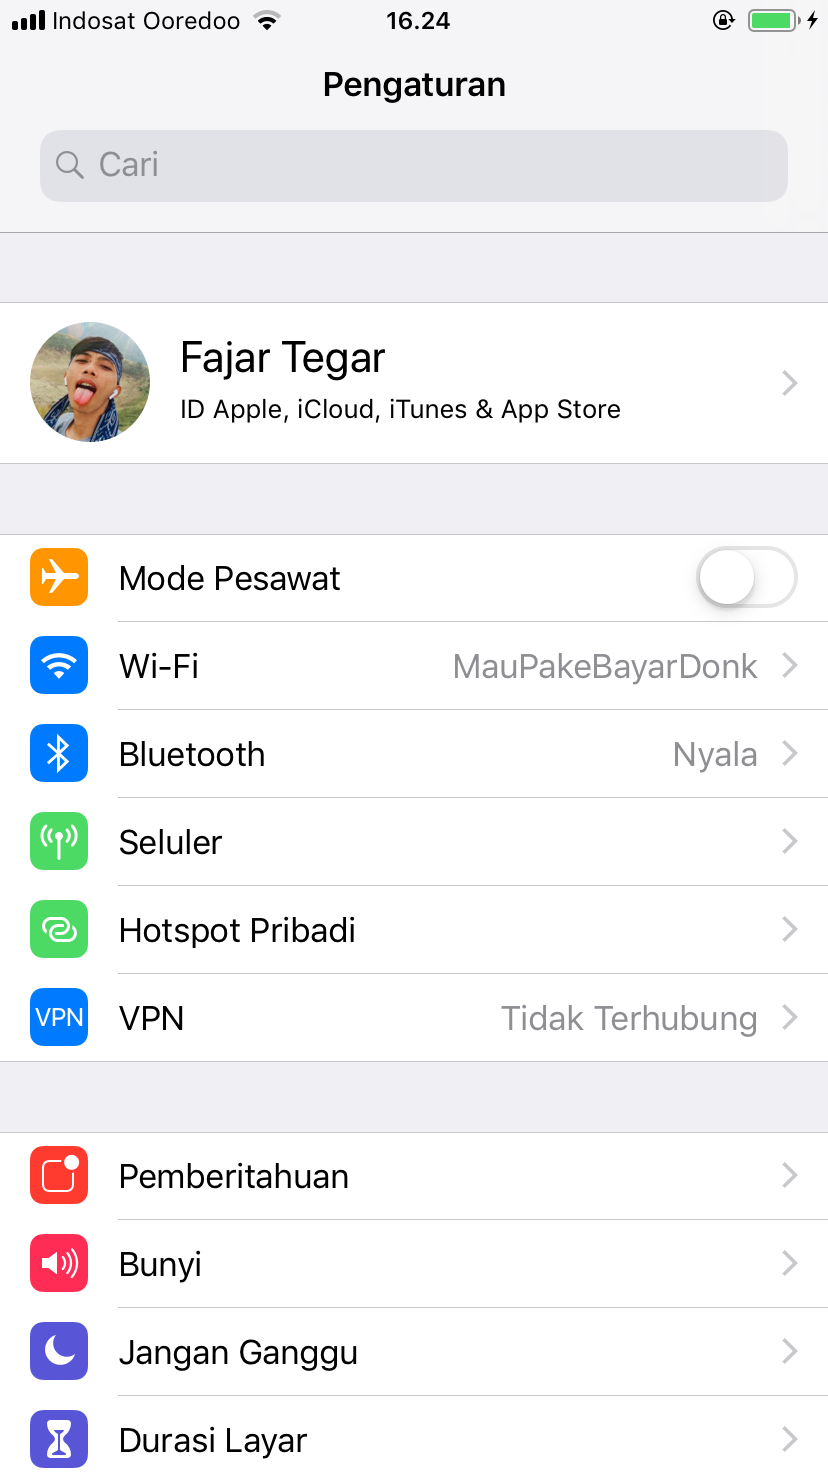 Indosat Ooredoo 16.24
Pengaturan
Cari
Fajar Tegar
ID Apple, iCloud, iTunes & App Store
Mode Pesawat
Wi-Fi MauPakeBayarDonk
Bluetooth Nyala
Seluler
Hotspot Pribadi
VPN VPN Tidak Terhubung
Pemberitahuan
Bunyi
Jangan Ganggu
Durasi Layar